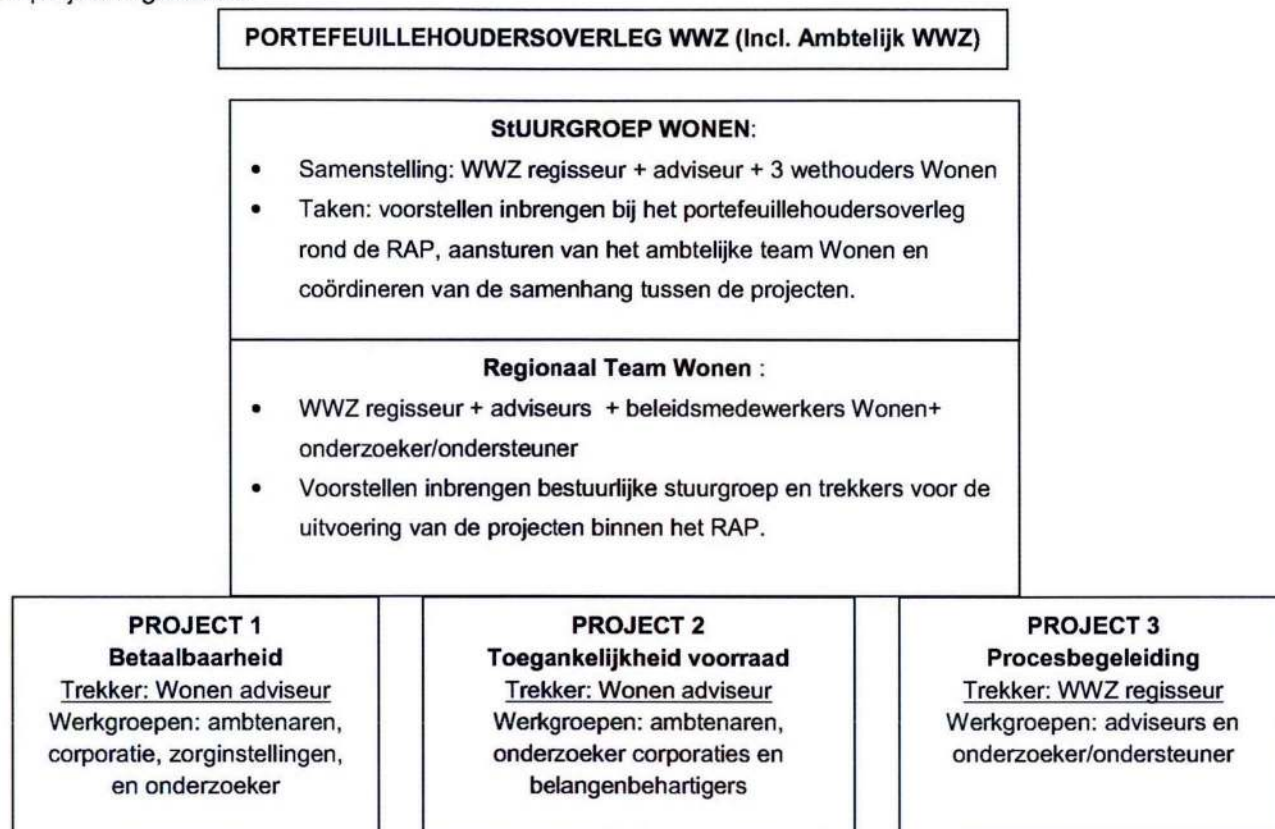 PORTEFEUILLEHOUDERSOVERLEG WWZ (Incl. Ambtelijk WWZ)
StUURGROEP WONEN:
• Samenstelling: WWZ regisseur + adviseur + 3 wethouders Wonen
• Taken: voorstellen inbrengen bij het portefeuillehoudersoverleg
rond de RAP, aansturen van het ambtelijke team Wonen en
coördineren van de samenhang tussen de projecten.
Regionaal Team Wonen :
• WWZ regisseur + adviseurs + beleidsmedewerkers Wonen+
onderzoeker/ondersteuner
• Voorstellen inbrengen bestuurlijke stuurgroep en trekkers voor de
uitvoering van de projecten binnen het RAP.
PROJECT 1
Betaalbaarheid
Trekker: Wonen adviseur
Werkgroepen: ambtenaren,
corporatie, zorginstellingen,
en onderzoeker
PROJECT 2
Toegankelijkheid voorraad
Trekker: Wonen adviseur
Werkgroepen: ambtenaren,
onderzoeker corporaties en
belangenbehartigers
PROJECT 3
Procesbegeleiding
Trekker: WWZ regisseur
Werkgroepen: adviseurs en
onderzoeker/ondersteuner